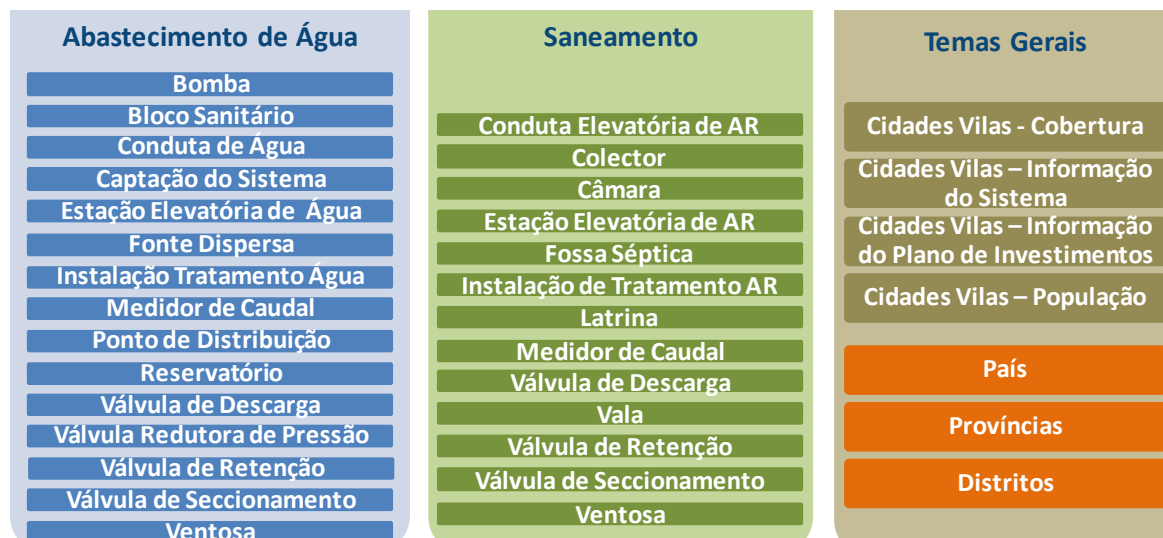 Abastecimento de Água
Bomba
Bloco Sanitário
Conduta de Água
Captação do Sistema
Estação Elevatória de Água
Fonte Dispersa
Instalação Tratamento Água
Medidor de Caudal
Ponto de Distribuição
Reservatório
Válvula de Descarga
Válvula Redutora de Pressão
Válvula de Retenção
Válvula de Seccionamento
Ventosa
Saneamento
Conduta Elevatória de AR
Colector
Câmara
Estação Elevatória de AR
Fossa Séptica
Instalação de Tratamento AR
Latrina
Medidor de Caudal
Válvula de Descarga
Vala
Válvula de Retenção
Válvula de Seccionamento
Ventosa
Temas Gerais
Cidades Vilas - Cobertura
Cidades Vilas – Informação
do Sistema
Cidades Vilas – Informação
do Plano de Investimentos
Cidades Vilas – População
País
Províncias
Distritos